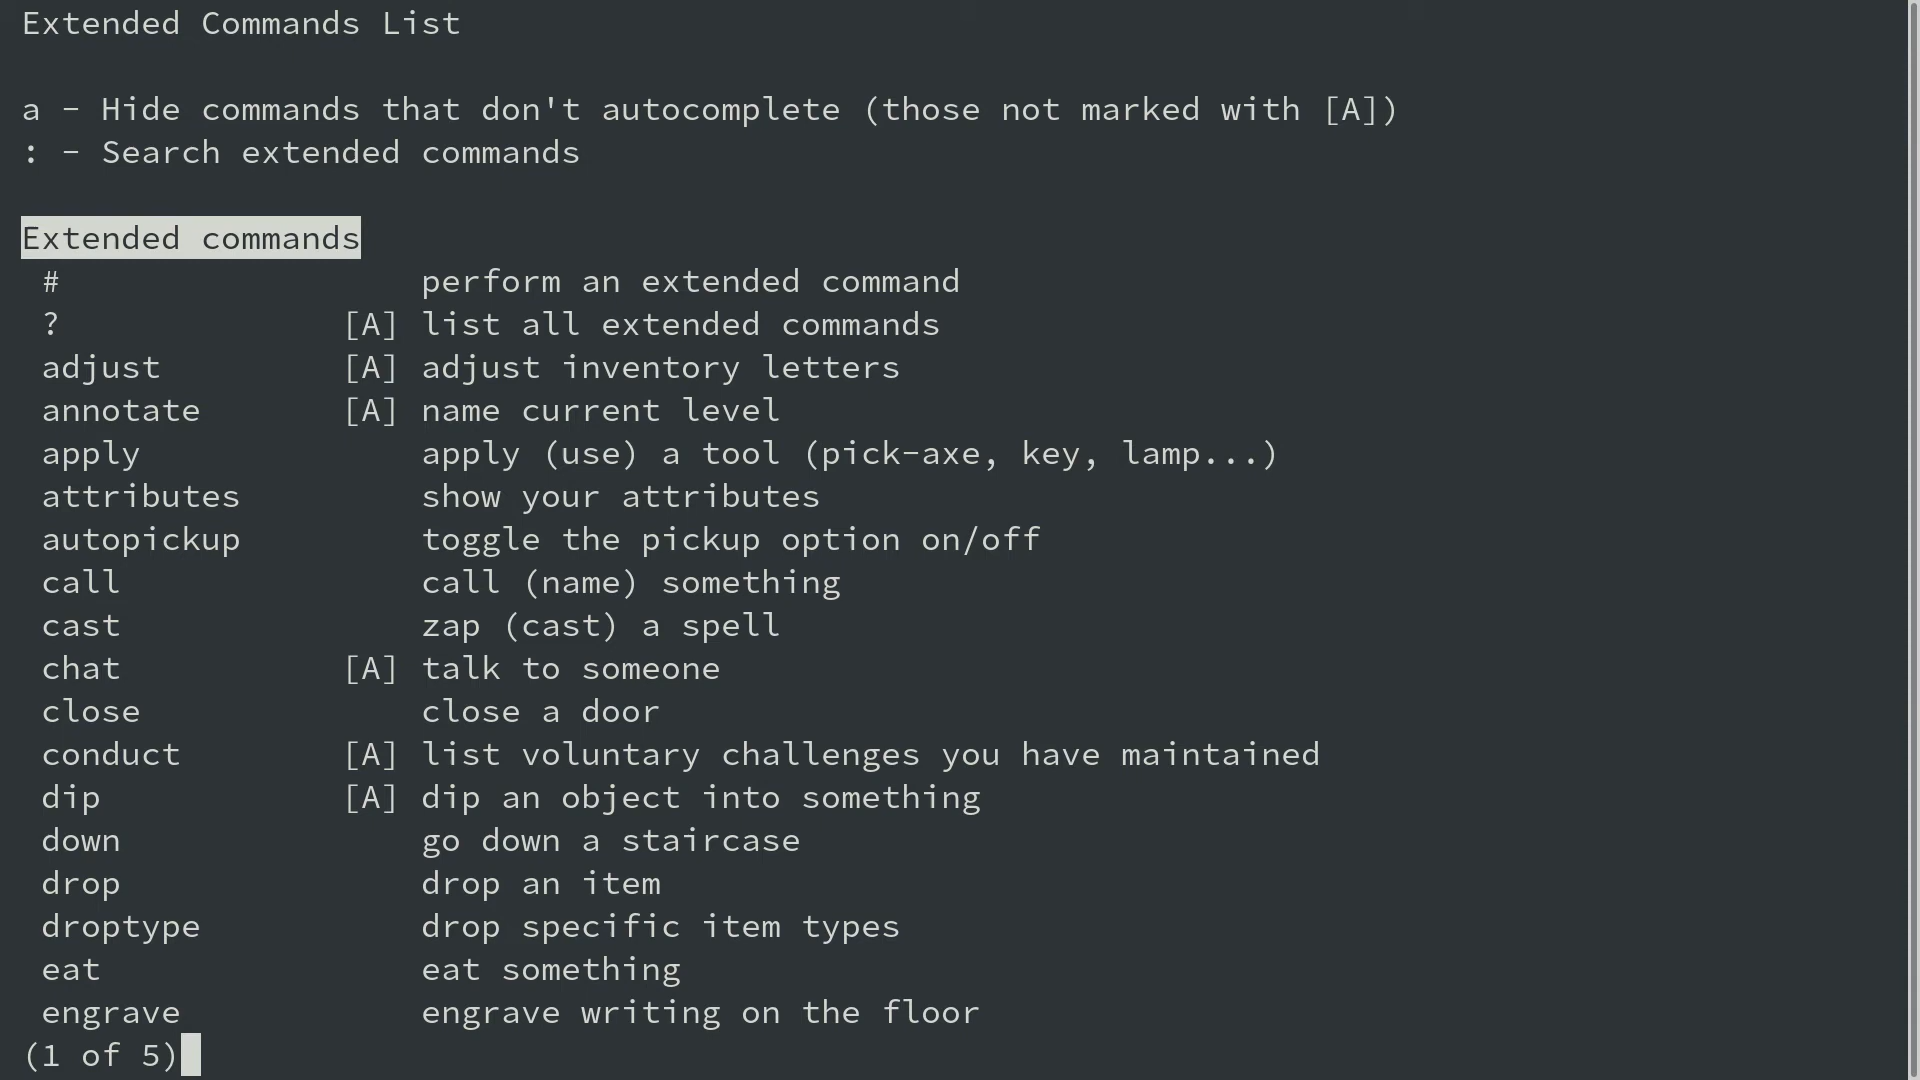 Extended Commands List
a - Hide commands that don't autocomplete (those not marked with [A])
: - Search extended commands
Extended commands
# perform an extended command
? [A] list all extended commands
adjust [A] adjust inventory letters
annotate [A] name current level
apply apply (use) a tool (pick-axe, key, lamp...)
attributes show your attributes
autopickup toggle the pickup option on/off
call call (name) something
cast zap (cast) a spell
chat [A] talk to someone
close close a door
conduct [A] list voluntary challenges you have maintained
dip [A] dip an object into something
down go down a staircase
drop drop an item
droptype drop specific item types
eat eat something
engrave engrave writing on the floor
(1 of 5)